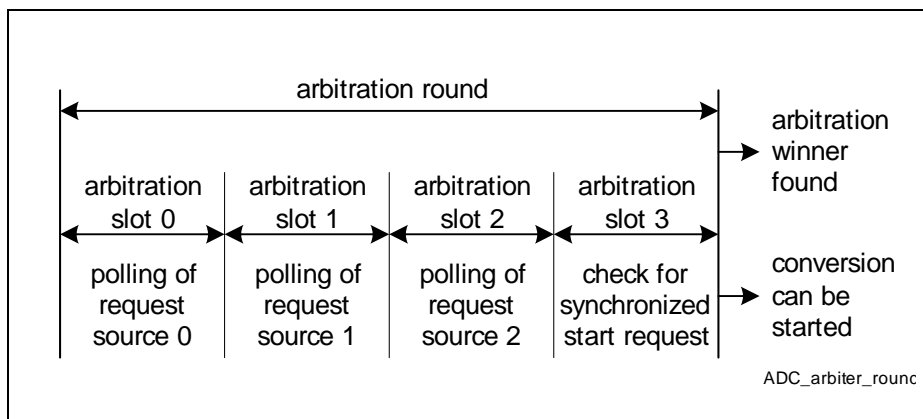 arbitration round
arbitration
winner
found
arbitration
slot 0
arbitration
slot 1
arbitration
slot 2
arbitration
slot 3
polling of
request
source 0
polling of
request
source 1
polling of
request
source 2
check for
synchronized
start request
conversion
can be
started
ADC_arbiter_round